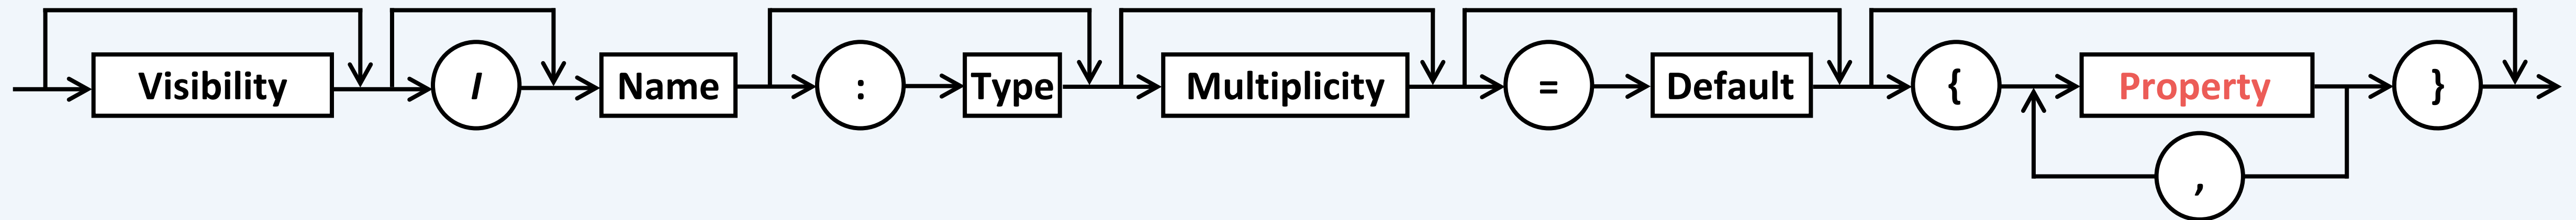 Visibility / Name : Type Multiplicity = Default { Property }
,